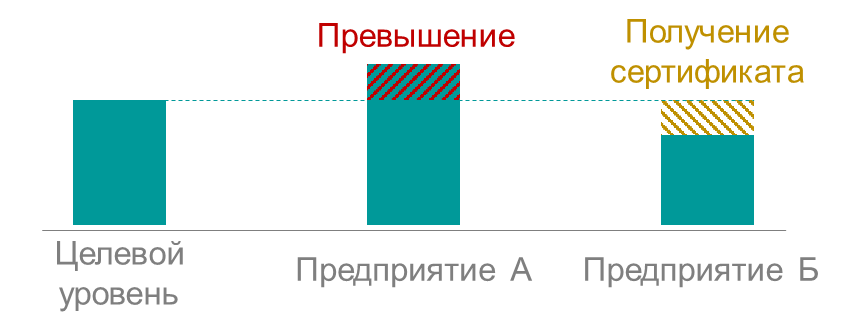 Превышение
Получение
сертификата
Целевой
уровень
Предприятие А
Предприятие Б